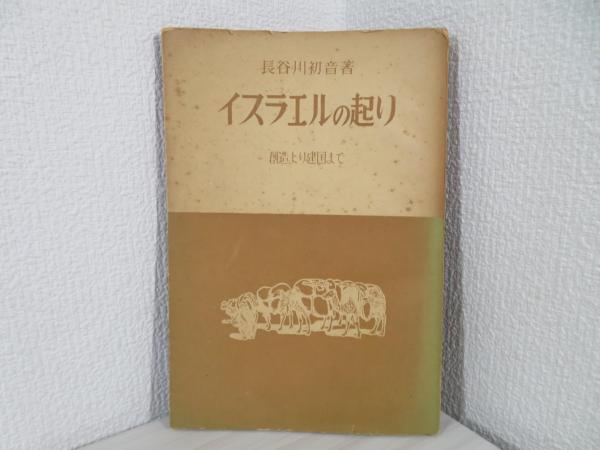 長谷川初音著
イスラエルの起り
創造より建国まで